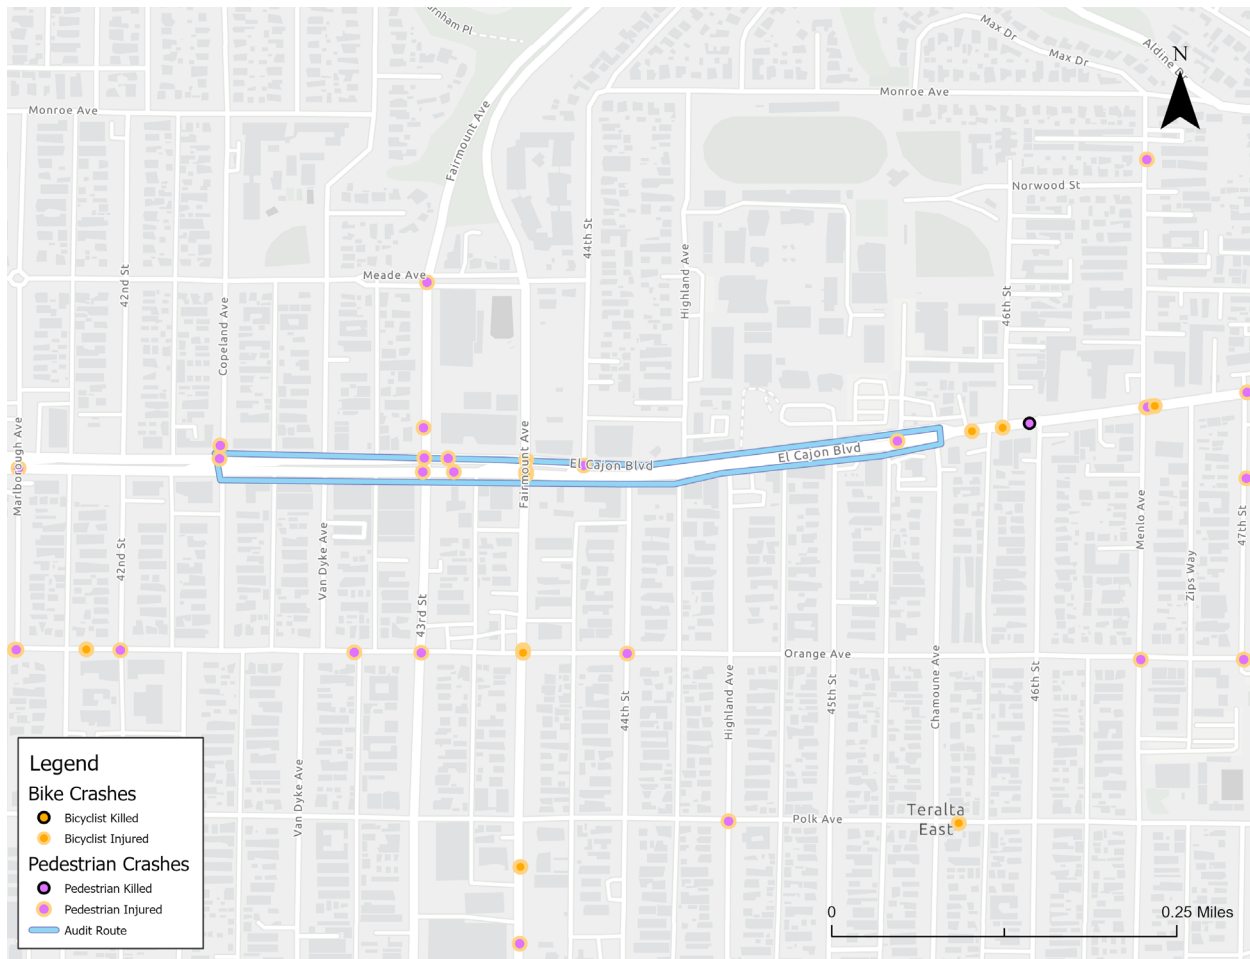 Max Dr
Max Dr
Aldine Dr
N
Monroe Ave
Monroe Ave
Fairmount Ave
Norwood St
44th St
Highland Ave
42nd St
Meade Ave
46th St
Copeland Ave
Marlborough Ave
Fairmount Ave
El Cajon Blvd
El Cajon Blvd
Menlo Ave
47th St
42nd St
Van Dyke Ave
Zips Way
43rd St
Orange Ave
44th St
Highland Ave
45th St
Chamoune Ave
46th St
Van Dyke Ave
Polk Ave
Teralta
East
Legend
Bike Crashes
Bicyclist Killed
Bicyclist Injured
Pedestrian Crashes
Pedestrian Killed
Pedestrian Injured
Audit Route
0
0.25 Miles